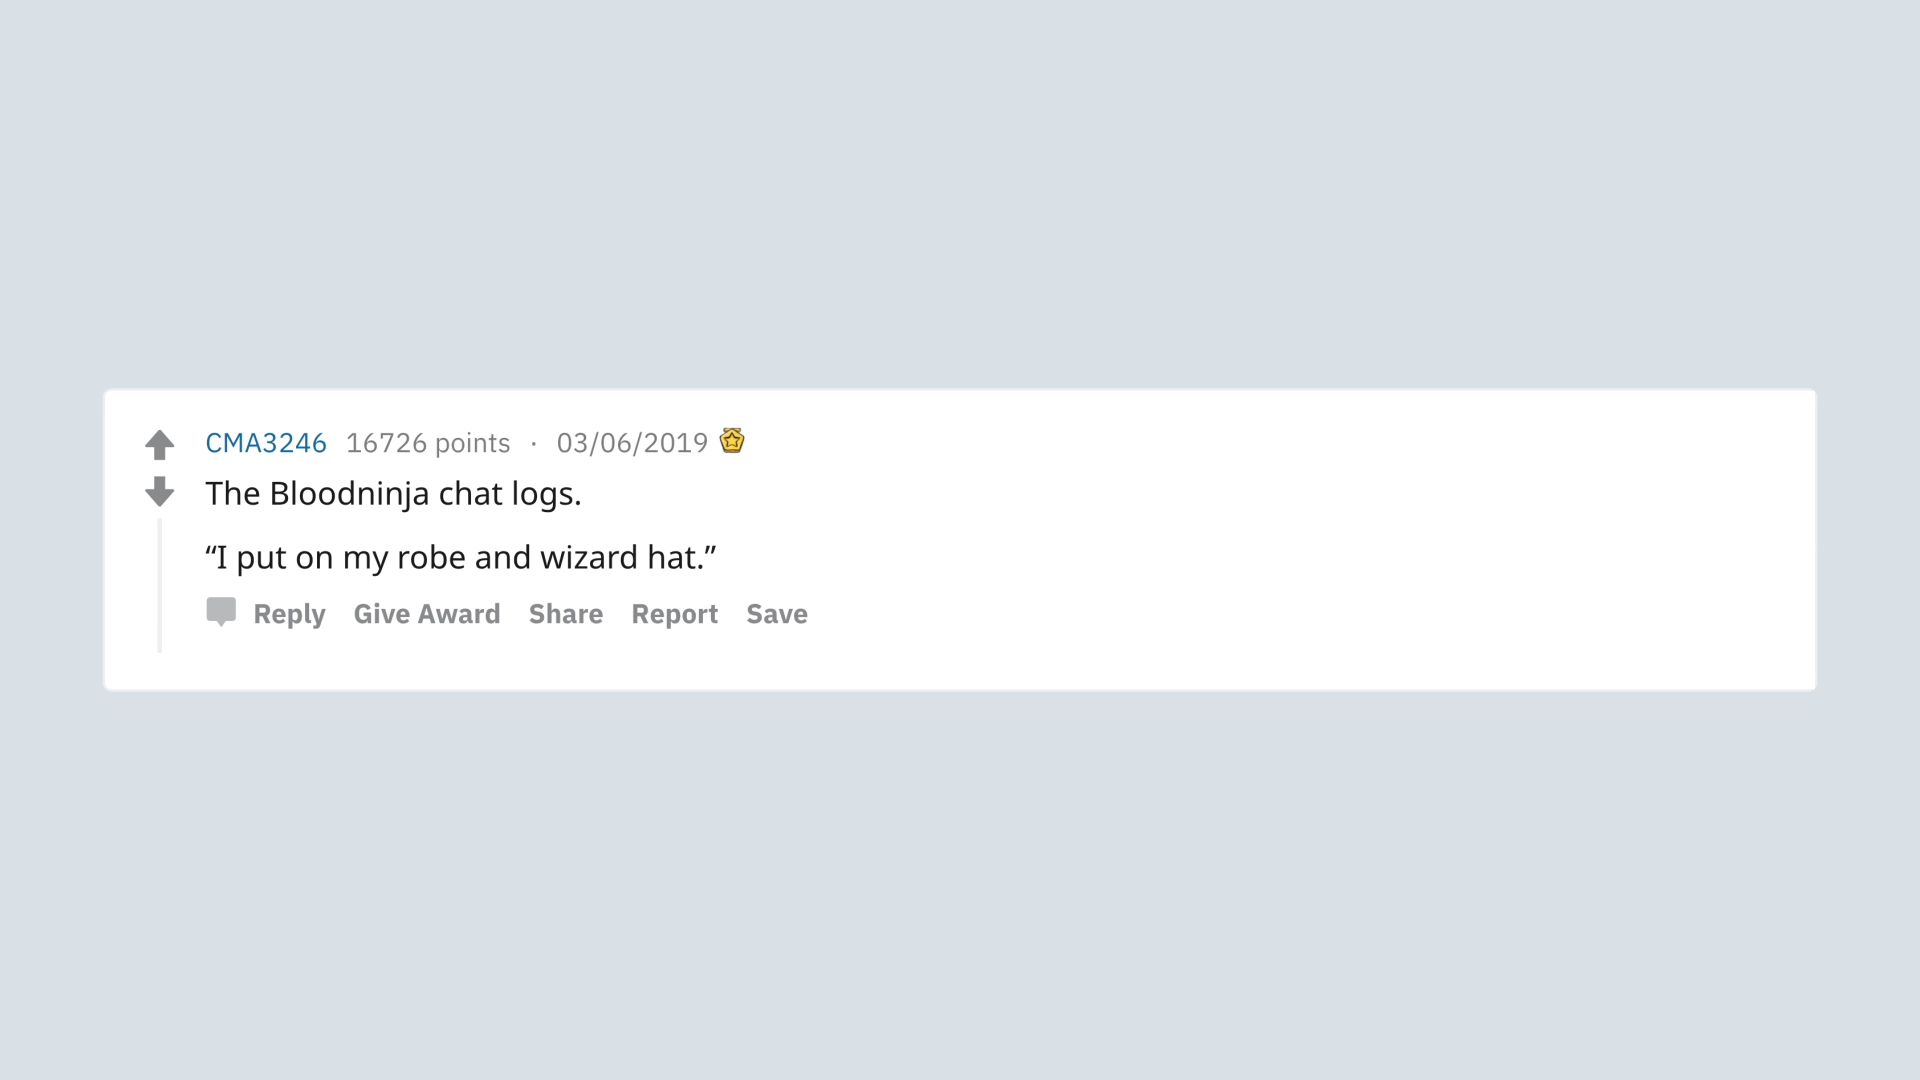 CMA3246 16726 points · 03/06/2019
The Bloodninja chat logs.
“I put on my robe and wizard hat.”
Reply Give Award Share Report Save